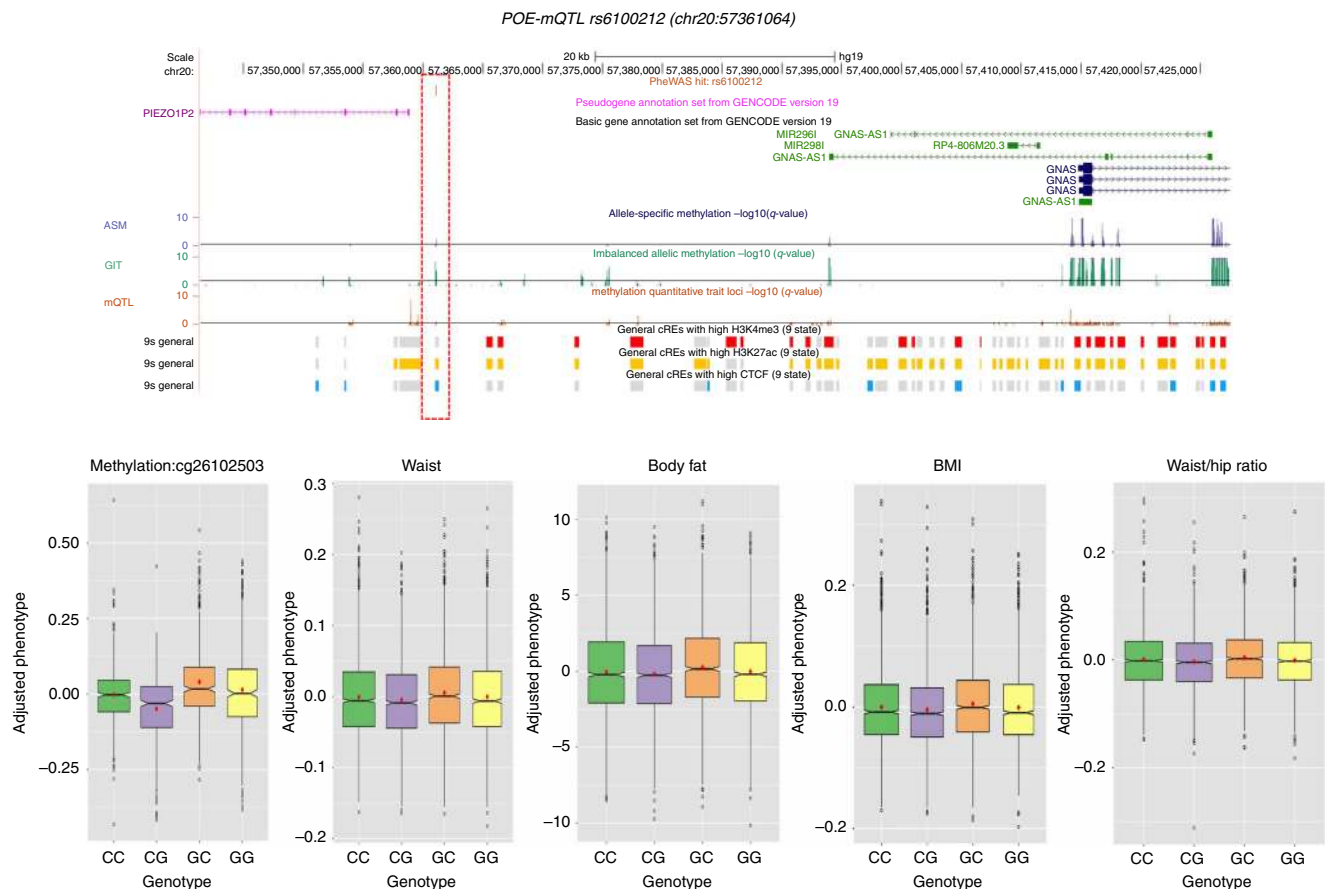 POE-mQTL rs6100212 (chr20:57361064)
Scale 20 kb hg19
chr20: 57,350,000 57,355,000 57,360,000 57,365,000 57,370,000 57,375,000 57,380,000 57,385,000 57,390,000 57,395,000 57,400,000 57,405,000 57,410,000 57,415,000 57,420,000 57,425,000
PheWAS hit: rs6100212
Pseudogene annotation set from GENCODE version 19
PIEZO1P2
Basic gene annotation set from GENCODE version 19
MIR296I GNAS-AS1
MIR298I RP4-806M20.3
GNAS-AS1
GNAS
GNAS
GNAS
GNAS-AS1
Allele-specific methylation –log10(q-value)
ASM 10
0
Imbalanced allelic methylation –log10 (q-value)
GIT 10
0
methylation quantitative trait loci –log10 (q-value)
mQTL 10
0
General cREs with high H3K4me3 (9 state)
9s general
General cREs with high H3K27ac (9 state)
9s general
General cREs with high CTCF (9 state)
9s general
Methylation:cg26102503
Adjusted phenotype
0.50
0.25
0.00
–0.25
CC CG GC GG
Genotype
Waist
Adjusted phenotype
0.3
0.2
0.1
0.0
–0.1
–0.2
CC CG GC GG
Genotype
Body fat
Adjusted phenotype
10
5
0
–5
–10
CC CG GC GG
Genotype
BMI
Adjusted phenotype
0.2
0.0
–0.2
CC CG GC GG
Genotype
Waist/hip ratio
Adjusted phenotype
0.2
0.0
–0.2
CC CG GC GG
Genotype